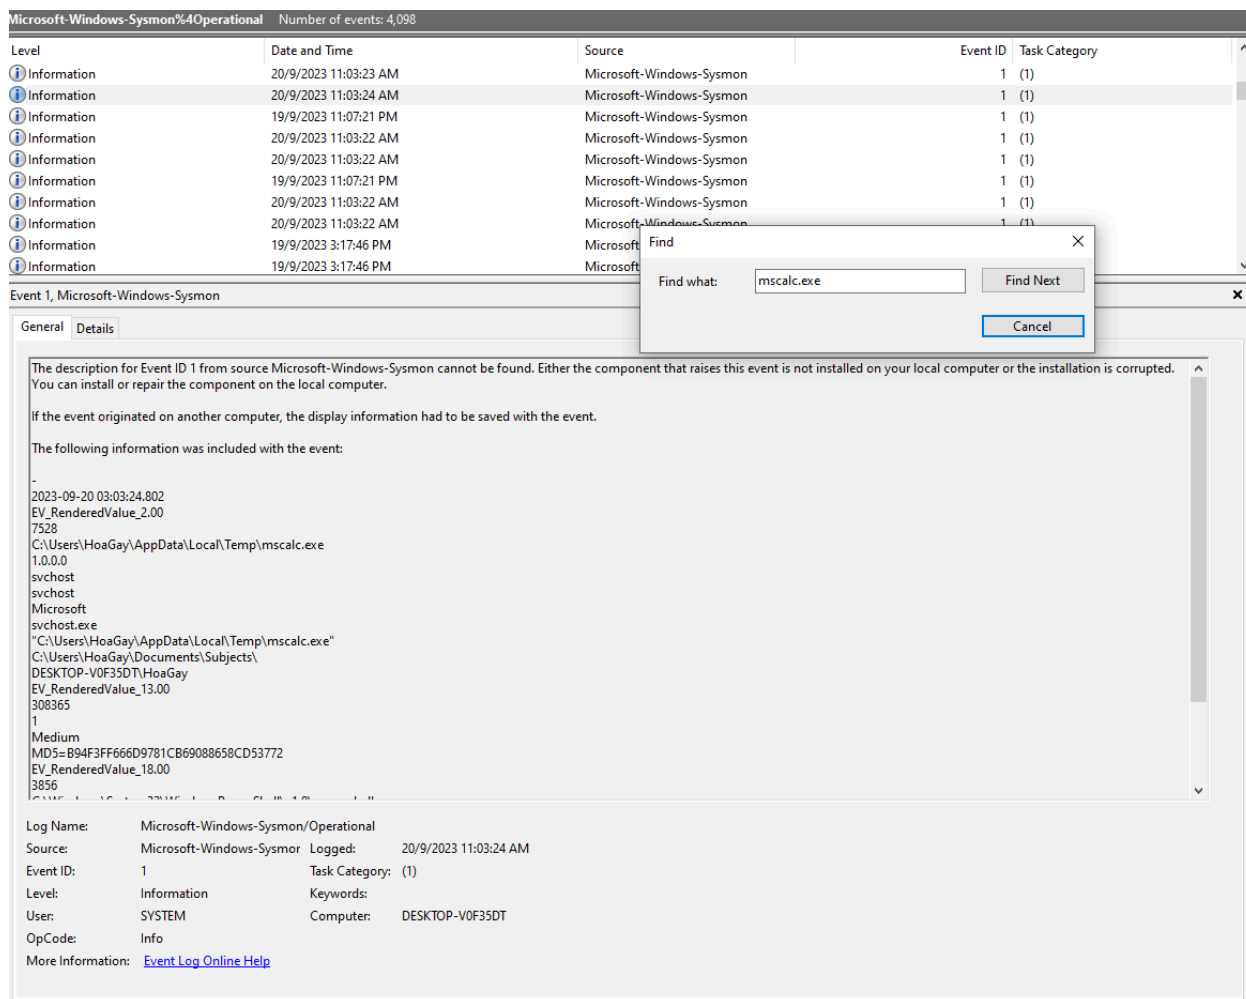 Microsoft-Windows-Sysmon%4Operational Number of events: 4,098
Level Date and Time Source Event ID Task Category
Information 20/9/2023 11:03:23 AM Microsoft-Windows-Sysmon 1 (1)
Information 20/9/2023 11:03:24 AM Microsoft-Windows-Sysmon 1 (1)
Information 19/9/2023 11:07:21 PM Microsoft-Windows-Sysmon 1 (1)
Information 20/9/2023 11:03:22 AM Microsoft-Windows-Sysmon 1 (1)
Information 20/9/2023 11:03:22 AM Microsoft-Windows-Sysmon 1 (1)
Information 19/9/2023 11:07:21 PM Microsoft-Windows-Sysmon 1 (1)
Information 20/9/2023 11:03:22 AM Microsoft-Windows-Sysmon 1 (1)
Information 20/9/2023 11:03:22 AM Microsoft-Windows-Sysmon 1 (1)
Information 19/9/2023 3:17:46 PM Microsoft
Information 19/9/2023 3:17:46 PM Microsoft
Find
Find what: mscalc.exe Find Next
Cancel
Event 1, Microsoft-Windows-Sysmon
General Details
The description for Event ID 1 from source Microsoft-Windows-Sysmon cannot be found. Either the component that raises this event is not installed on your local computer or the installation is corrupted.
You can install or repair the component on the local computer.
If the event originated on another computer, the display information had to be saved with the event.
The following information was included with the event:
-
2023-09-20 03:03:24.802
EV_RenderedValue_2.00
7528
C:\Users\HoaGay\AppData\Local\Temp\mscalc.exe
1.0.0.0
svchost
svchost
Microsoft
svchost.exe
"C:\Users\HoaGay\AppData\Local\Temp\mscalc.exe"
C:\Users\HoaGay\Documents\Subjects\
DESKTOP-V0F35DT\HoaGay
EV_RenderedValue_13.00
308365
1
Medium
MD5=B94F3FF666D9781CB69088658CD53772
EV_RenderedValue_18.00
3856
Log Name: Microsoft-Windows-Sysmon/Operational
Source: Microsoft-Windows-Sysmor Logged: 20/9/2023 11:03:24 AM
Event ID: 1 Task Category: (1)
Level: Information Keywords:
User: SYSTEM Computer: DESKTOP-V0F35DT
OpCode: Info
More Information: Event Log Online Help